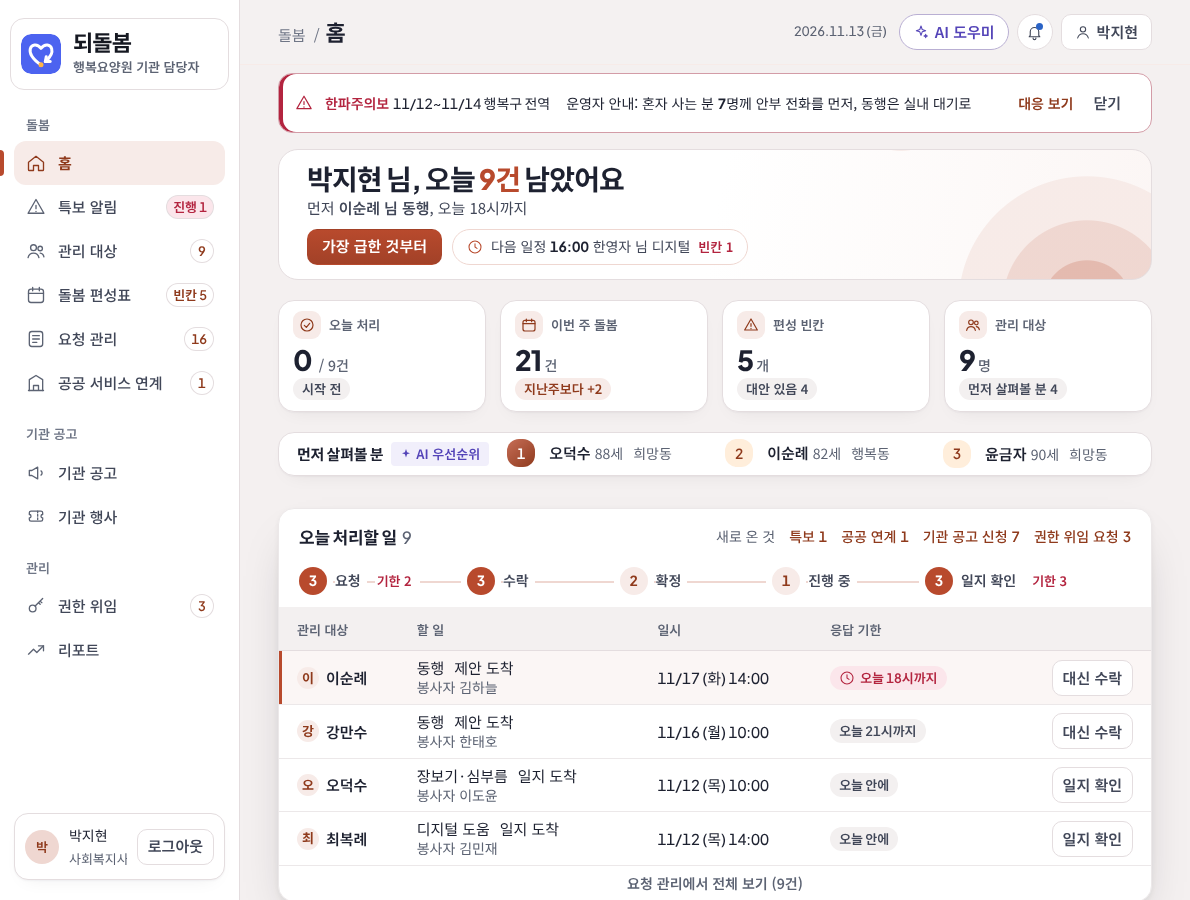 되돌봄
행복요양원 기관 담당자
돌봄
홈
특보 알림 진행 1
관리 대상 9
돌봄 편성표 빈칸 5
요청 관리 16
공공 서비스 연계 1
기관 공고
기관 공고
기관 행사
관리
권한 위임 3
리포트
박 박지현
사회복지사
로그아웃
돌봄 / 홈
2026.11.13 (금) AI 도우미 박지현
한파주의보 11/12~11/14 행복구 전역 운영자 안내: 혼자 사는 분 7명께 안부 전화를 먼저, 동행은 실내 대기로 대응 보기 닫기
박지현 님, 오늘 9건 남았어요
먼저 이순례 님 동행, 오늘 18시까지
가장 급한 것부터 다음 일정 16:00 한영자 님 디지털 빈칸 1
오늘 처리
0 / 9건
시작 전
이번 주 돌봄
21 건
지난주보다 +2
편성 빈칸
5 개
대안 있음 4
관리 대상
9 명
먼저 살펴볼 분 4
먼저 살펴볼 분 AI 우선순위 1 오덕수 88세 희망동 2 이순례 82세 행복동 3 윤금자 90세 희망동
오늘 처리할 일 9 새로 온 것 특보 1 공공 연계 1 기관 공고 신청 7 권한 위임 요청 3
3 요청 기한 2 3 수락 2 확정 1 진행 중 3 일지 확인 기한 3
관리 대상 할 일 일시 응답 기한
이 이순례 동행 제안 도착 11/17 (화) 14:00 오늘 18시까지 대신 수락
봉사자 김하늘
강 강만수 동행 제안 도착 11/16 (월) 10:00 오늘 21시까지 대신 수락
봉사자 한태호
오 오덕수 장보기·심부름 일지 도착 11/12 (목) 10:00 오늘 안에 일지 확인
봉사자 이도윤
최 최복례 디지털 도움 일지 도착 11/12 (목) 14:00 오늘 안에 일지 확인
봉사자 김민재
요청 관리에서 전체 보기 (9건)